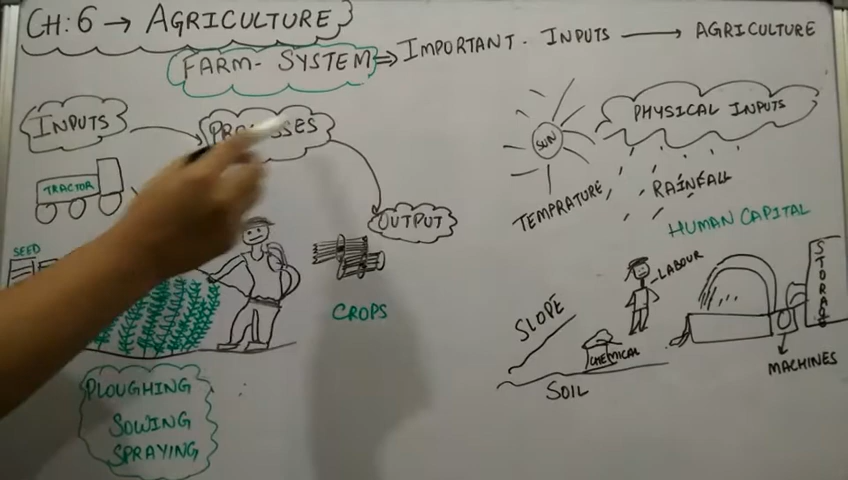 CH:6 → AGRICULTURE
FARM-SYSTEM ⇒ IMPORTANT. INPUTS → AGRICULTURE
INPUTS
PROCESSES
OUTPUT
TRACTOR
SEED
CROPS
PLOUGHING
SOWING
SPRAYING
SUN
PHYSICAL INPUTS
TEMPRATURE
RAINFALL
HUMAN CAPITAL
LABOUR
SLOPE
CHEMICAL
SOIL
STORAGE
MACHINES